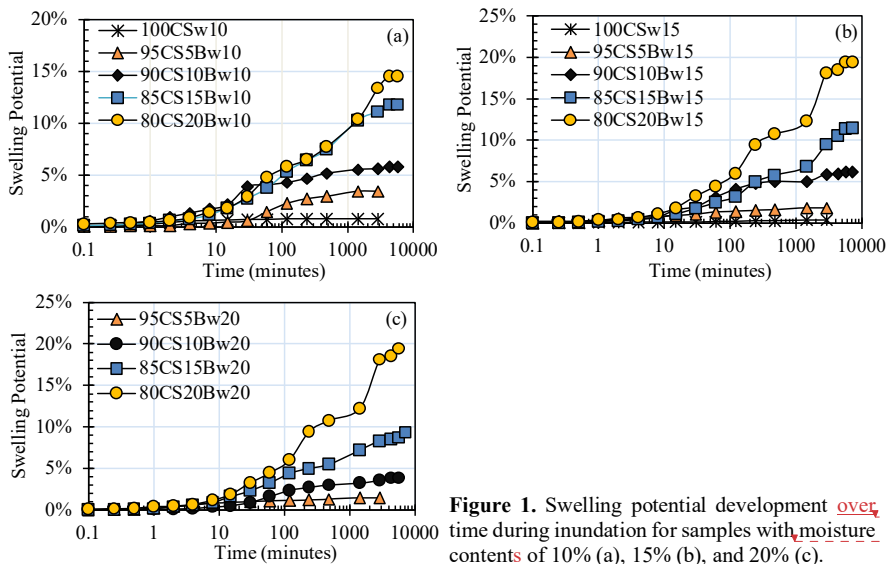 20%
15%
10%
5%
0%
Swelling Potential
100CSw10
95CS5Bw10
90CS10Bw10
85CS15Bw10
80CS20Bw10
(a)
0.1 1 10 100 1000 10000
Time (minutes)
25%
20%
15%
10%
5%
0%
Swelling Potential
100CSw15
95CS5Bw15
90CS10Bw15
85CS15Bw15
80CS20Bw15
(b)
0.1 1 10 100 1000 10000
Time (minutes)
25%
20%
15%
10%
5%
0%
Swelling Potential
95CS5Bw20
90CS10Bw20
85CS15Bw20
80CS20Bw20
(c)
0.1 1 10 100 1000 10000
Time (minutes)
Figure 1. Swelling potential development over
time during inundation for samples with moisture
contents of 10% (a), 15% (b), and 20% (c).